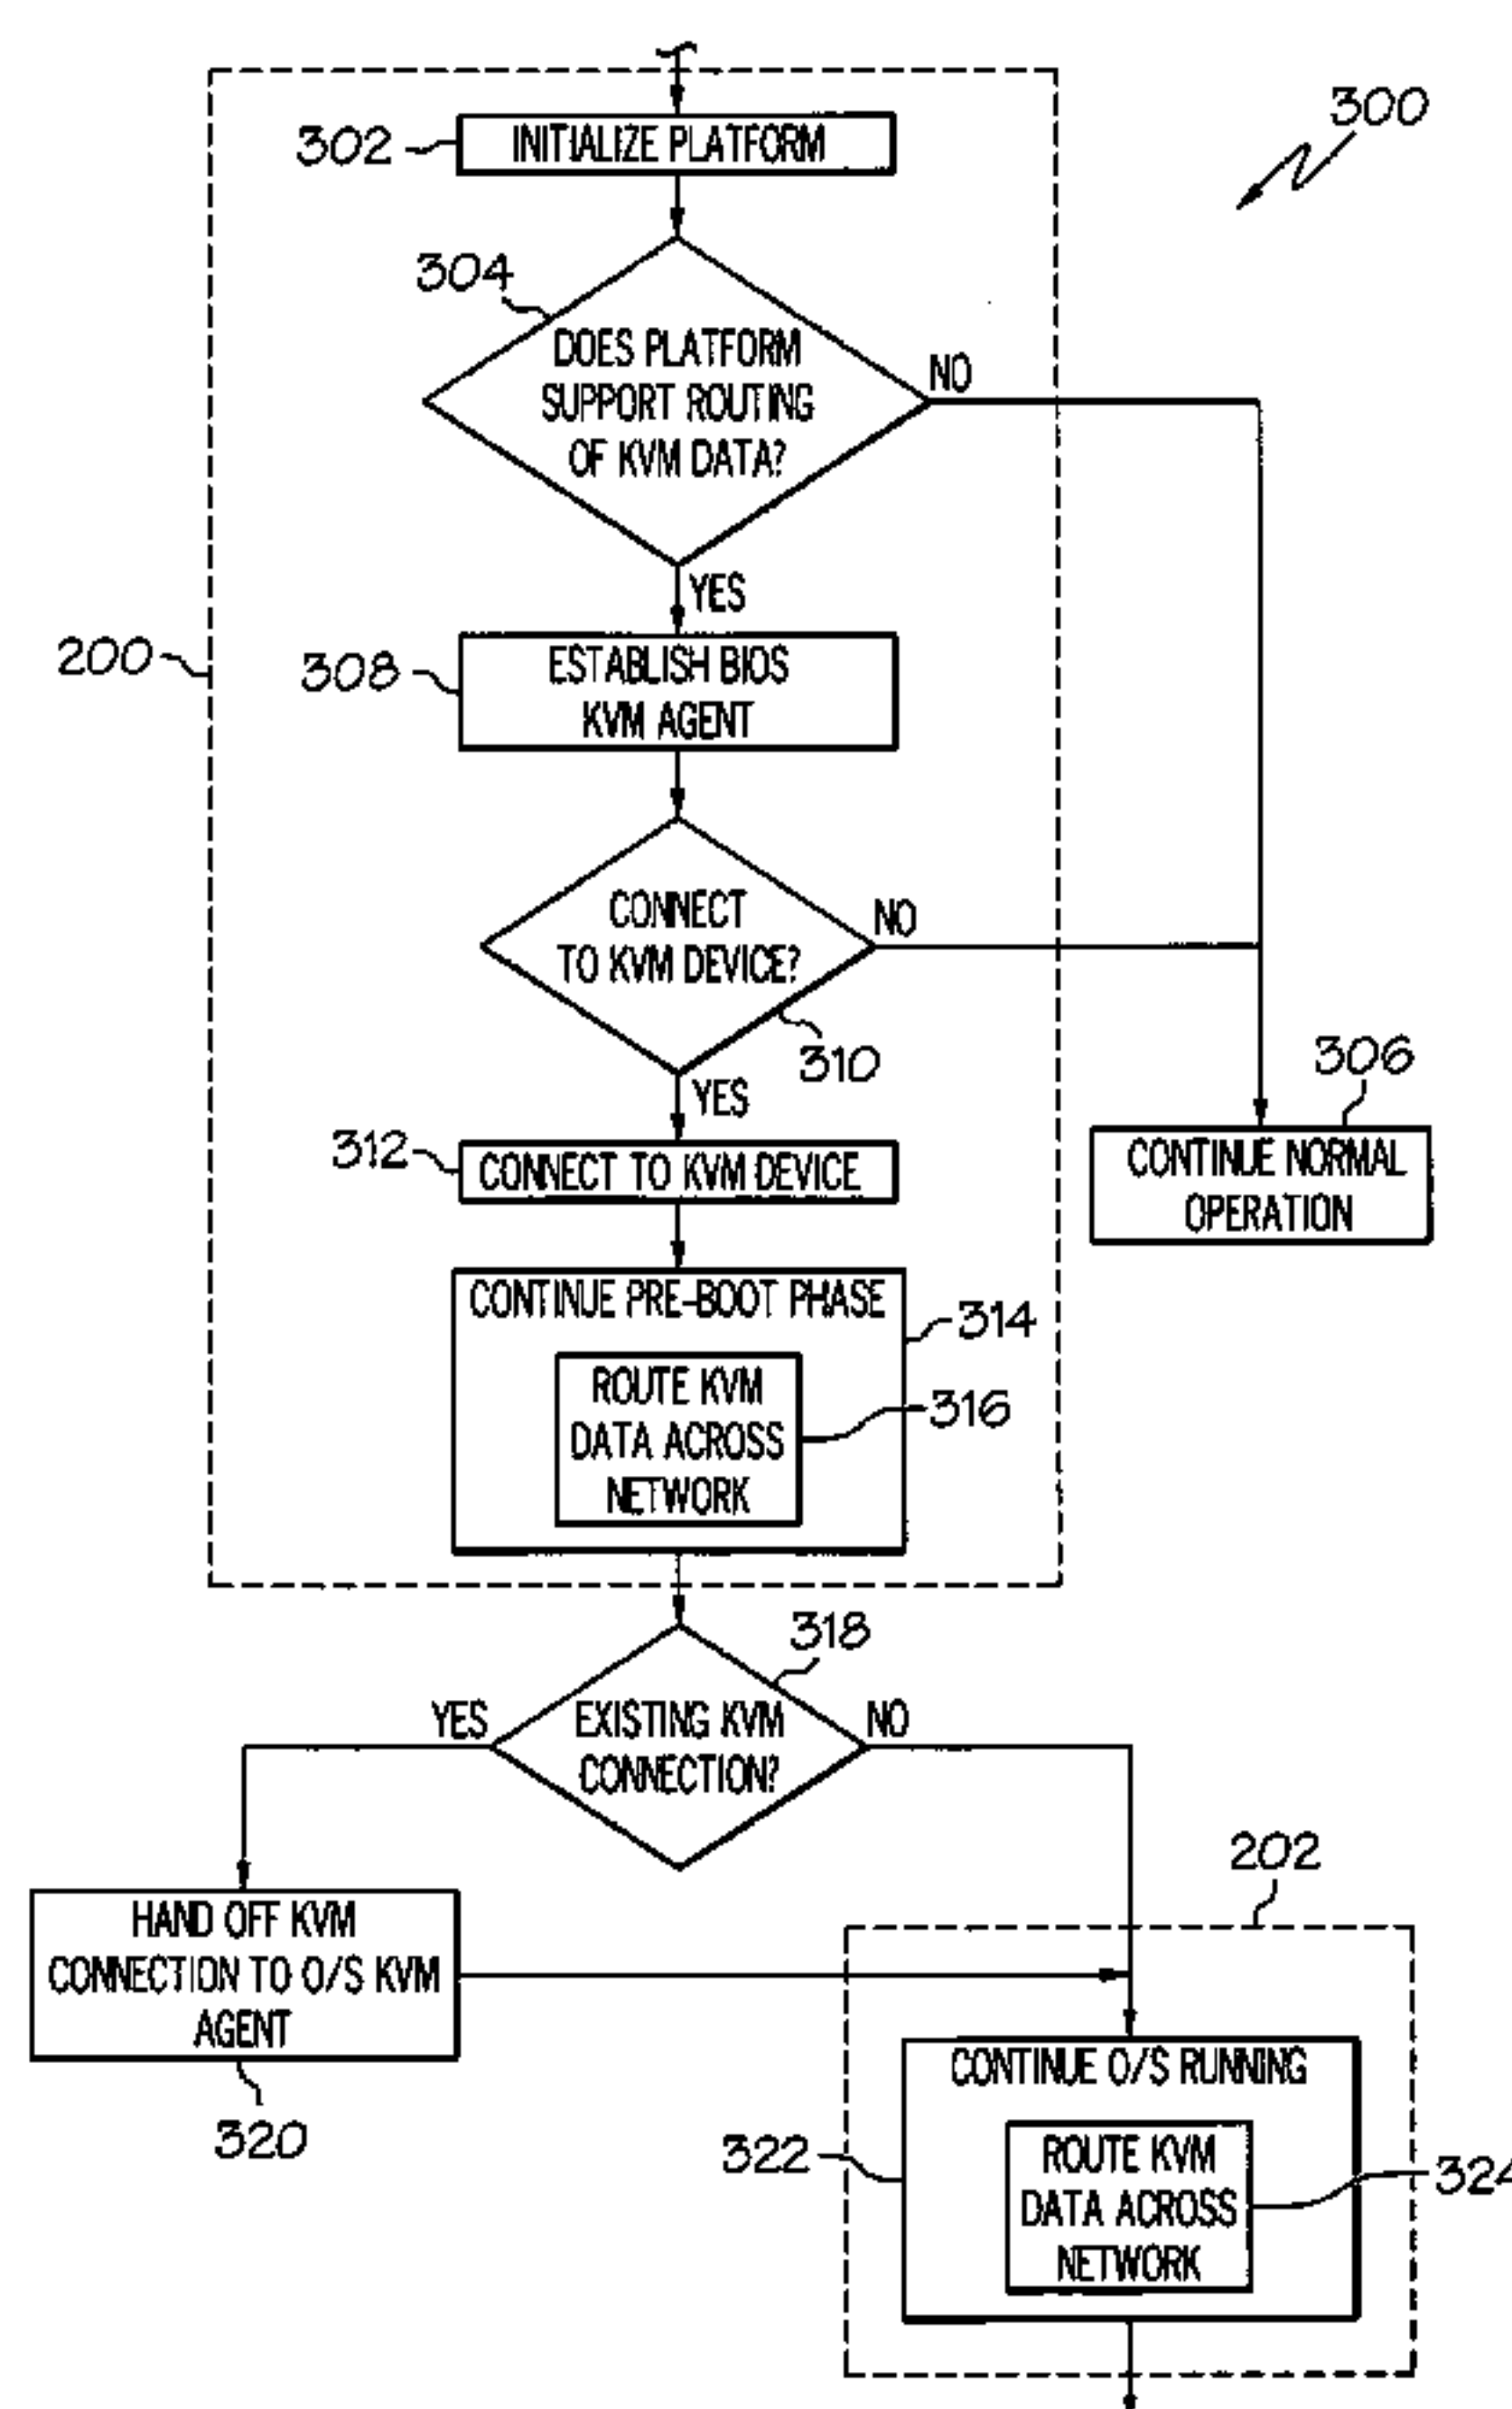 300
302
INITIALIZE PLATFORM
304
DOES PLATFORM
SUPPORT ROUTING
OF KVM DATA?
NO
YES
200
308
ESTABLISH BIOS
KVM AGENT
CONNECT
TO KVM DEVICE?
NO
310
YES
306
312
CONNECT TO KVM DEVICE
CONTINUE NORMAL
OPERATION
CONTINUE PRE-BOOT PHASE
314
ROUTE KVM
DATA ACROSS
NETWORK
316
318
YES
EXISTING KVM
CONNECTION?
NO
202
HAND OFF KVM
CONNECTION TO O/S KVM
AGENT
320
CONTINUE O/S RUNNING
322
ROUTE KVM
DATA ACROSS
NETWORK
324